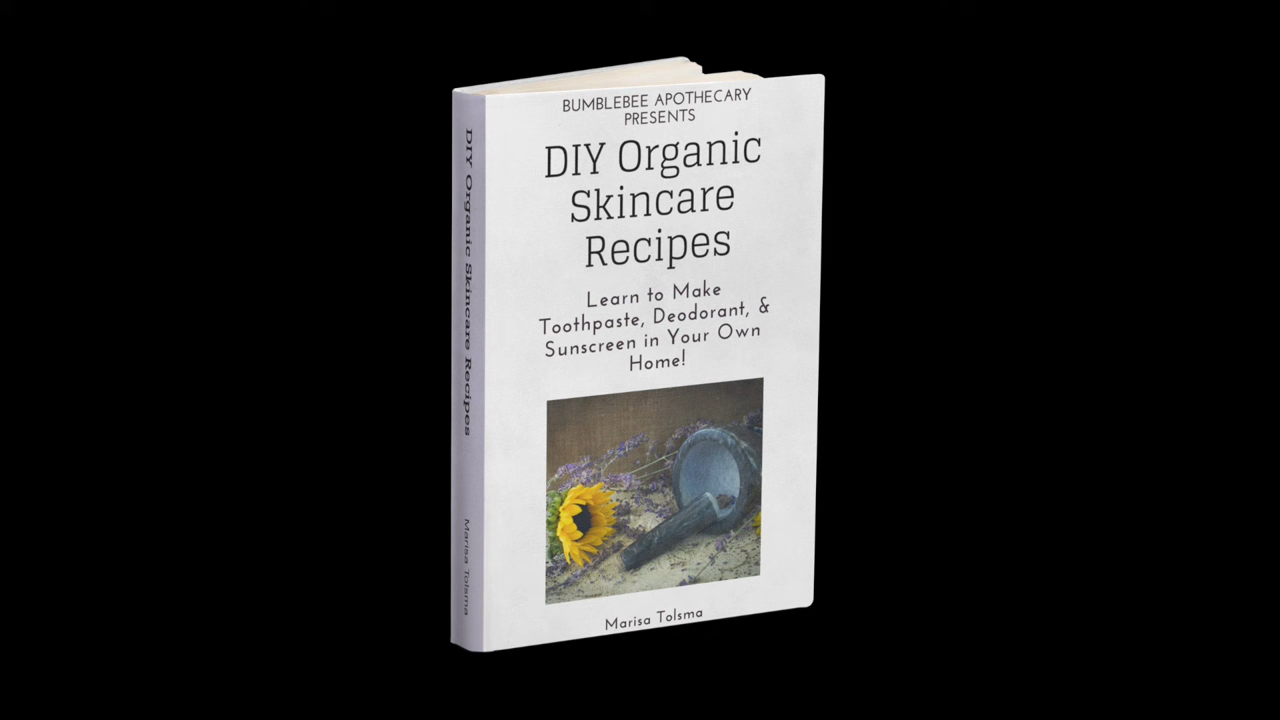 BUMBLEBEE APOTHECARY
PRESENTS
DIY Organic
Skincare
Recipes
Learn to Make
Toothpaste, Deodorant, &
Sunscreen in Your Own
Home!
Marisa Tolsma
DIY Organic Skincare Recipes
Marisa Tolsma